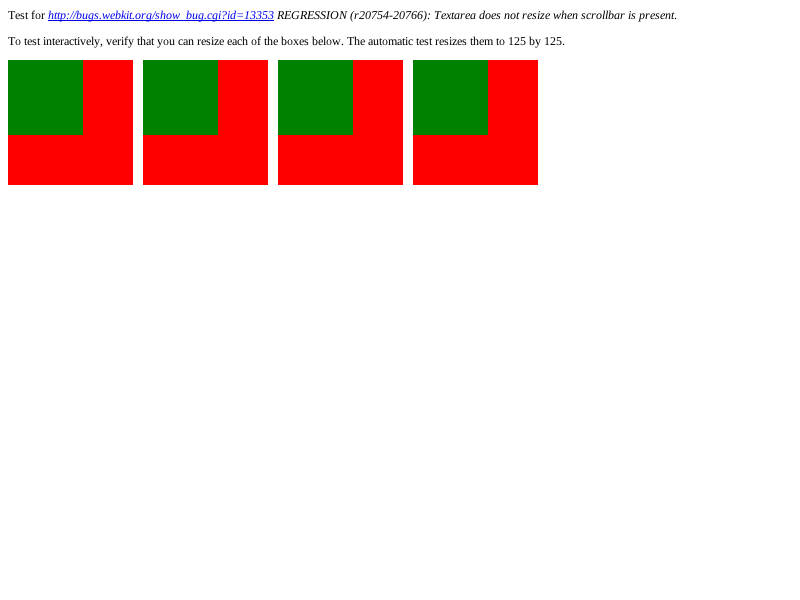 Test for http://bugs.webkit.org/show_bug.cgi?id=13353 REGRESSION (r20754-20766): Textarea does not resize when scrollbar is present.
To test interactively, verify that you can resize each of the boxes below. The automatic test resizes them to 125 by 125.